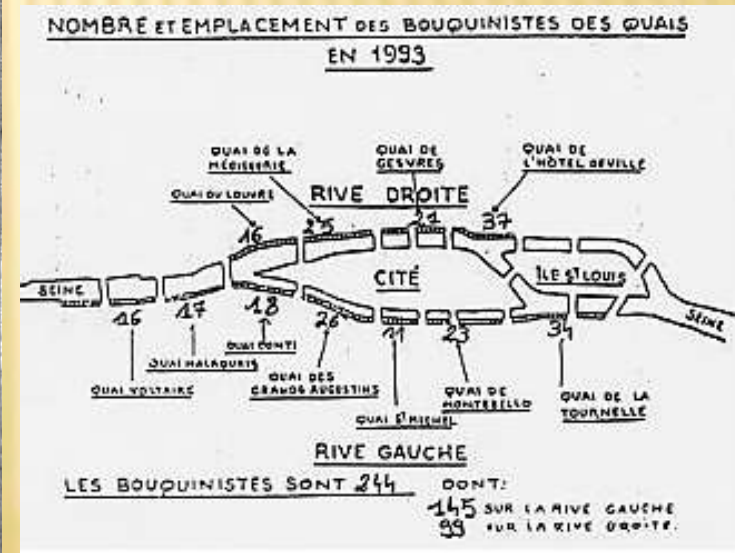 NOMBRE ET EMPLACEMENT DES BOUQUINISTES DES QUAIS
EN 1993
QUAI DE LA
MÉGISSERIE
QUAI DE
GESVRES
QUAI DE
L'HÔTEL DE VILLE
QUAI DU LOUVRE
RIVE DROITE
16
25
21
37
CITÉ
ÎLE ST LOUIS
SEINE
SEINE
16
17
18
26
11
23
34
QUAI VOLTAIRE
QUAI MALAQUAIS
QUAI CONTI
QUAI DES
GRANDS AUGUSTINS
QUAI ST MICHEL
QUAI DE
MONTEBELLO
QUAI DE LA
TOURNELLE
RIVE GAUCHE
LES BOUQUINISTES SONT 244 DONT:
145 SUR LA RIVE GAUCHE
99 SUR LA RIVE DROITE.